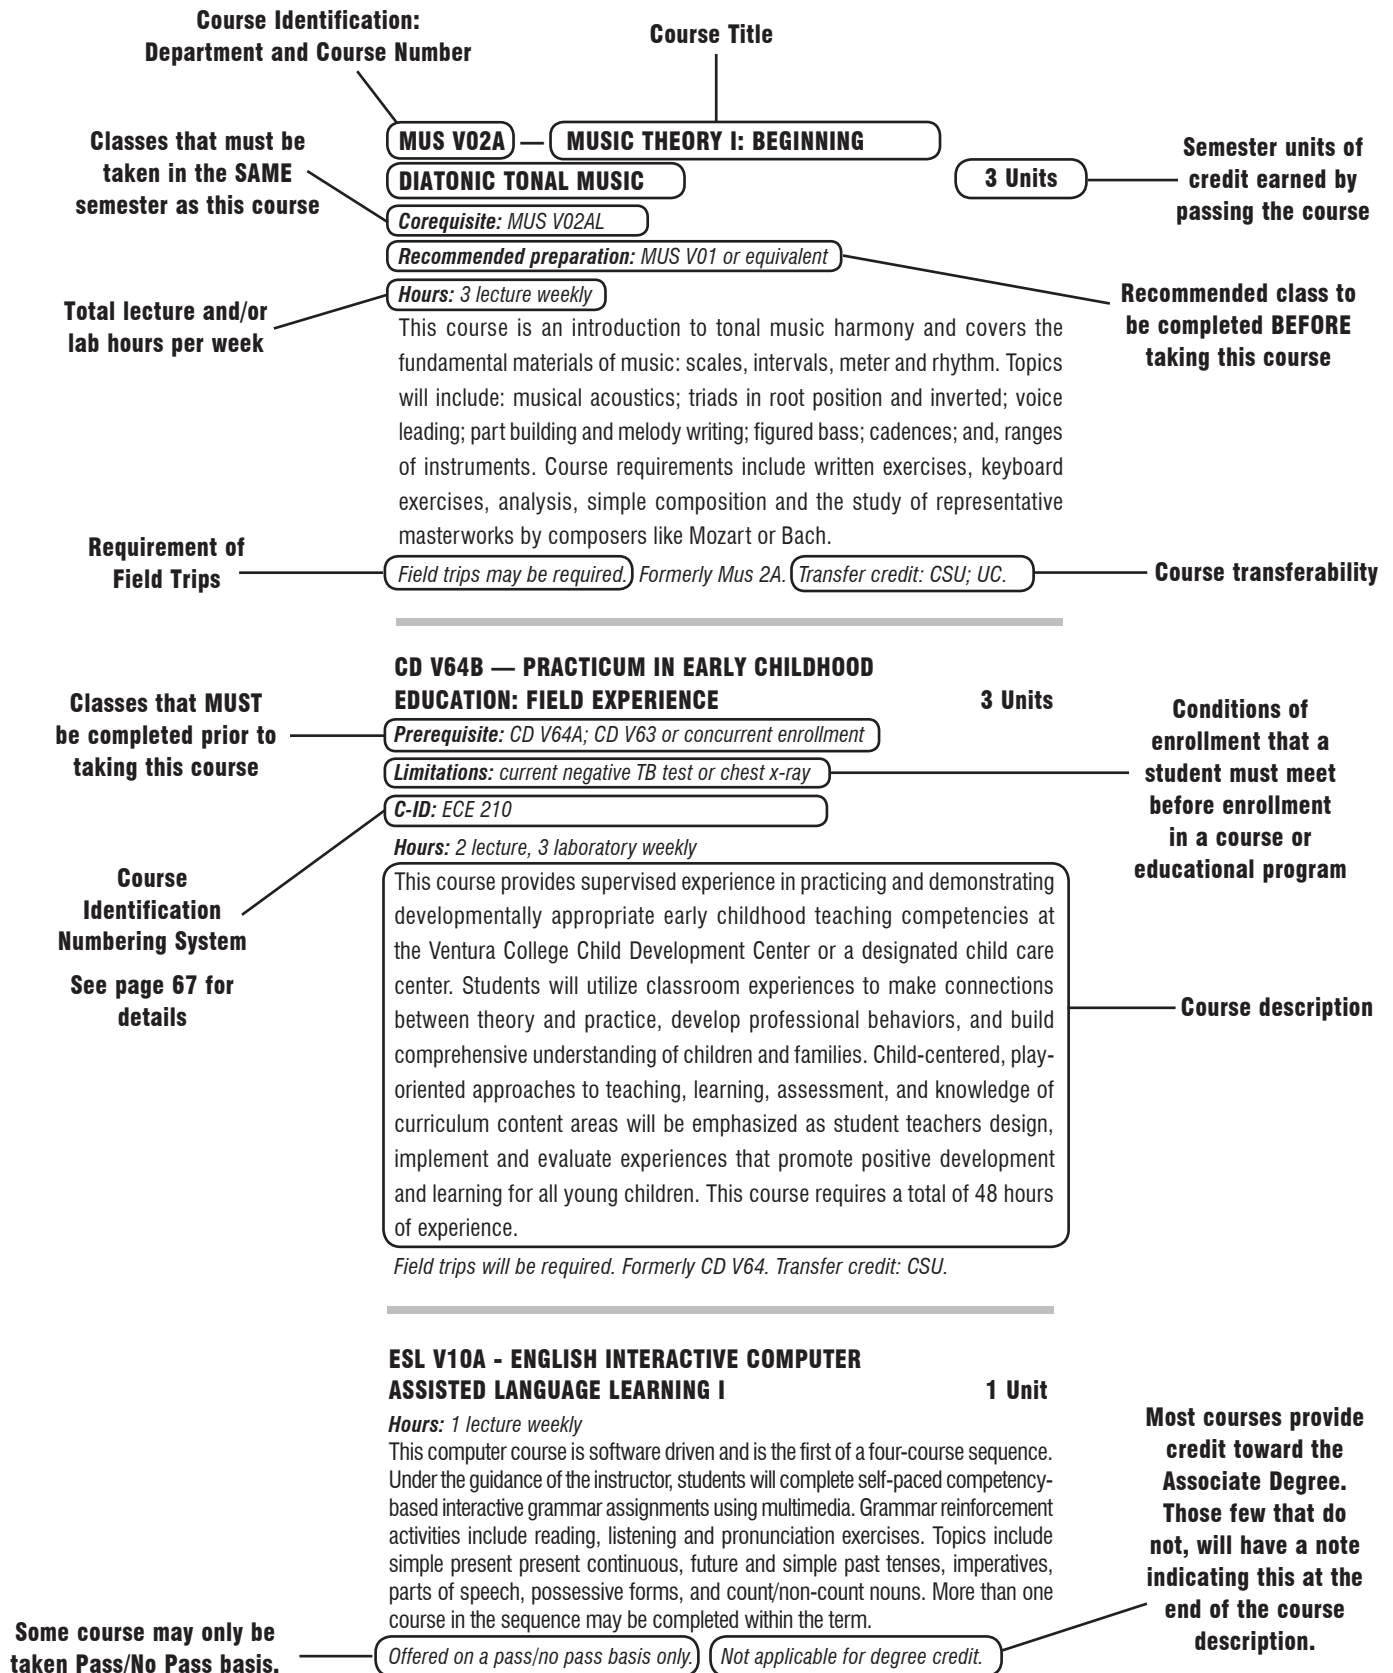 Course Identification:
Department and Course Number
Course Title
Classes that must be
taken in the SAME
semester as this course
MUS V02A — MUSIC THEORY I: BEGINNING
DIATONIC TONAL MUSIC
3 Units
Semester units of
credit earned by
passing the course
Corequisite: MUS V02AL
Recommended preparation: MUS V01 or equivalent
Hours: 3 lecture weekly
Total lecture and/or
lab hours per week
Recommended class to
be completed BEFORE
taking this course
This course is an introduction to tonal music harmony and covers the
fundamental materials of music: scales, intervals, meter and rhythm. Topics
will include: musical acoustics; triads in root position and inverted; voice
leading; part building and melody writing; figured bass; cadences; and, ranges
of instruments. Course requirements include written exercises, keyboard
exercises, analysis, simple composition and the study of representative
masterworks by composers like Mozart or Bach.
Requirement of
Field Trips
Field trips may be required. Formerly Mus 2A. Transfer credit: CSU; UC.
Course transferability
CD V64B — PRACTICUM IN EARLY CHILDHOOD
EDUCATION: FIELD EXPERIENCE 3 Units
Classes that MUST
be completed prior to
taking this course
Prerequisite: CD V64A; CD V63 or concurrent enrollment
Limitations: current negative TB test or chest x-ray
C-ID: ECE 210
Hours: 2 lecture, 3 laboratory weekly
Conditions of
enrollment that a
student must meet
before enrollment
in a course or
educational program
Course
Identification
Numbering System
See page 67 for
details
This course provides supervised experience in practicing and demonstrating
developmentally appropriate early childhood teaching competencies at
the Ventura College Child Development Center or a designated child care
center. Students will utilize classroom experiences to make connections
between theory and practice, develop professional behaviors, and build
comprehensive understanding of children and families. Child-centered, play-
oriented approaches to teaching, learning, assessment, and knowledge of
curriculum content areas will be emphasized as student teachers design,
implement and evaluate experiences that promote positive development
and learning for all young children. This course requires a total of 48 hours
of experience.
Course description
Field trips will be required. Formerly CD V64. Transfer credit: CSU.
ESL V10A - ENGLISH INTERACTIVE COMPUTER
ASSISTED LANGUAGE LEARNING I 1 Unit
Hours: 1 lecture weekly
This computer course is software driven and is the first of a four-course sequence.
Under the guidance of the instructor, students will complete self-paced competency-
based interactive grammar assignments using multimedia. Grammar reinforcement
activities include reading, listening and pronunciation exercises. Topics include
simple present present continuous, future and simple past tenses, imperatives,
parts of speech, possessive forms, and count/non-count nouns. More than one
course in the sequence may be completed within the term.
Most courses provide
credit toward the
Associate Degree.
Those few that do
not, will have a note
indicating this at the
end of the course
description.
Some course may only be
taken Pass/No Pass basis.
Offered on a pass/no pass basis only. Not applicable for degree credit.